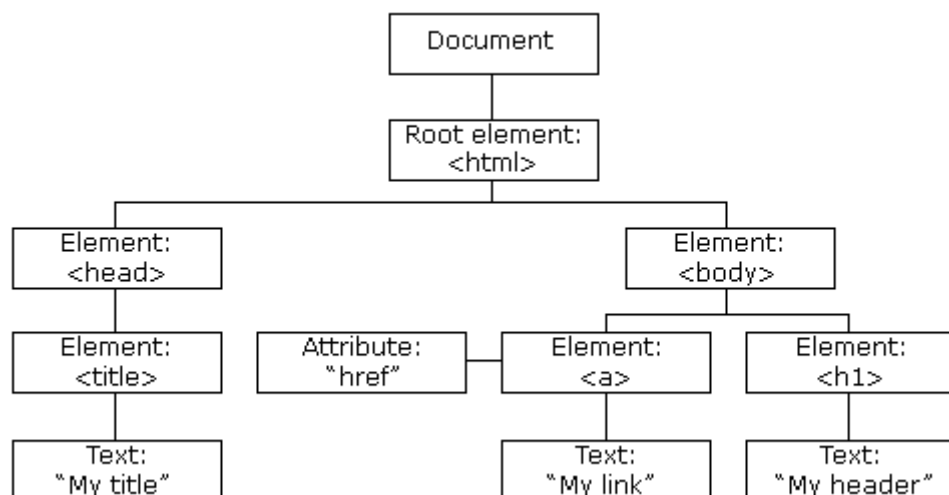 Document
Root element:
<html>
Element:
<head>
Element:
<body>
Element:
<title>
Attribute:
“href”
Element:
<a>
Element:
<h1>
Text:
“My title”
Text:
“My link”
Text:
“My header”